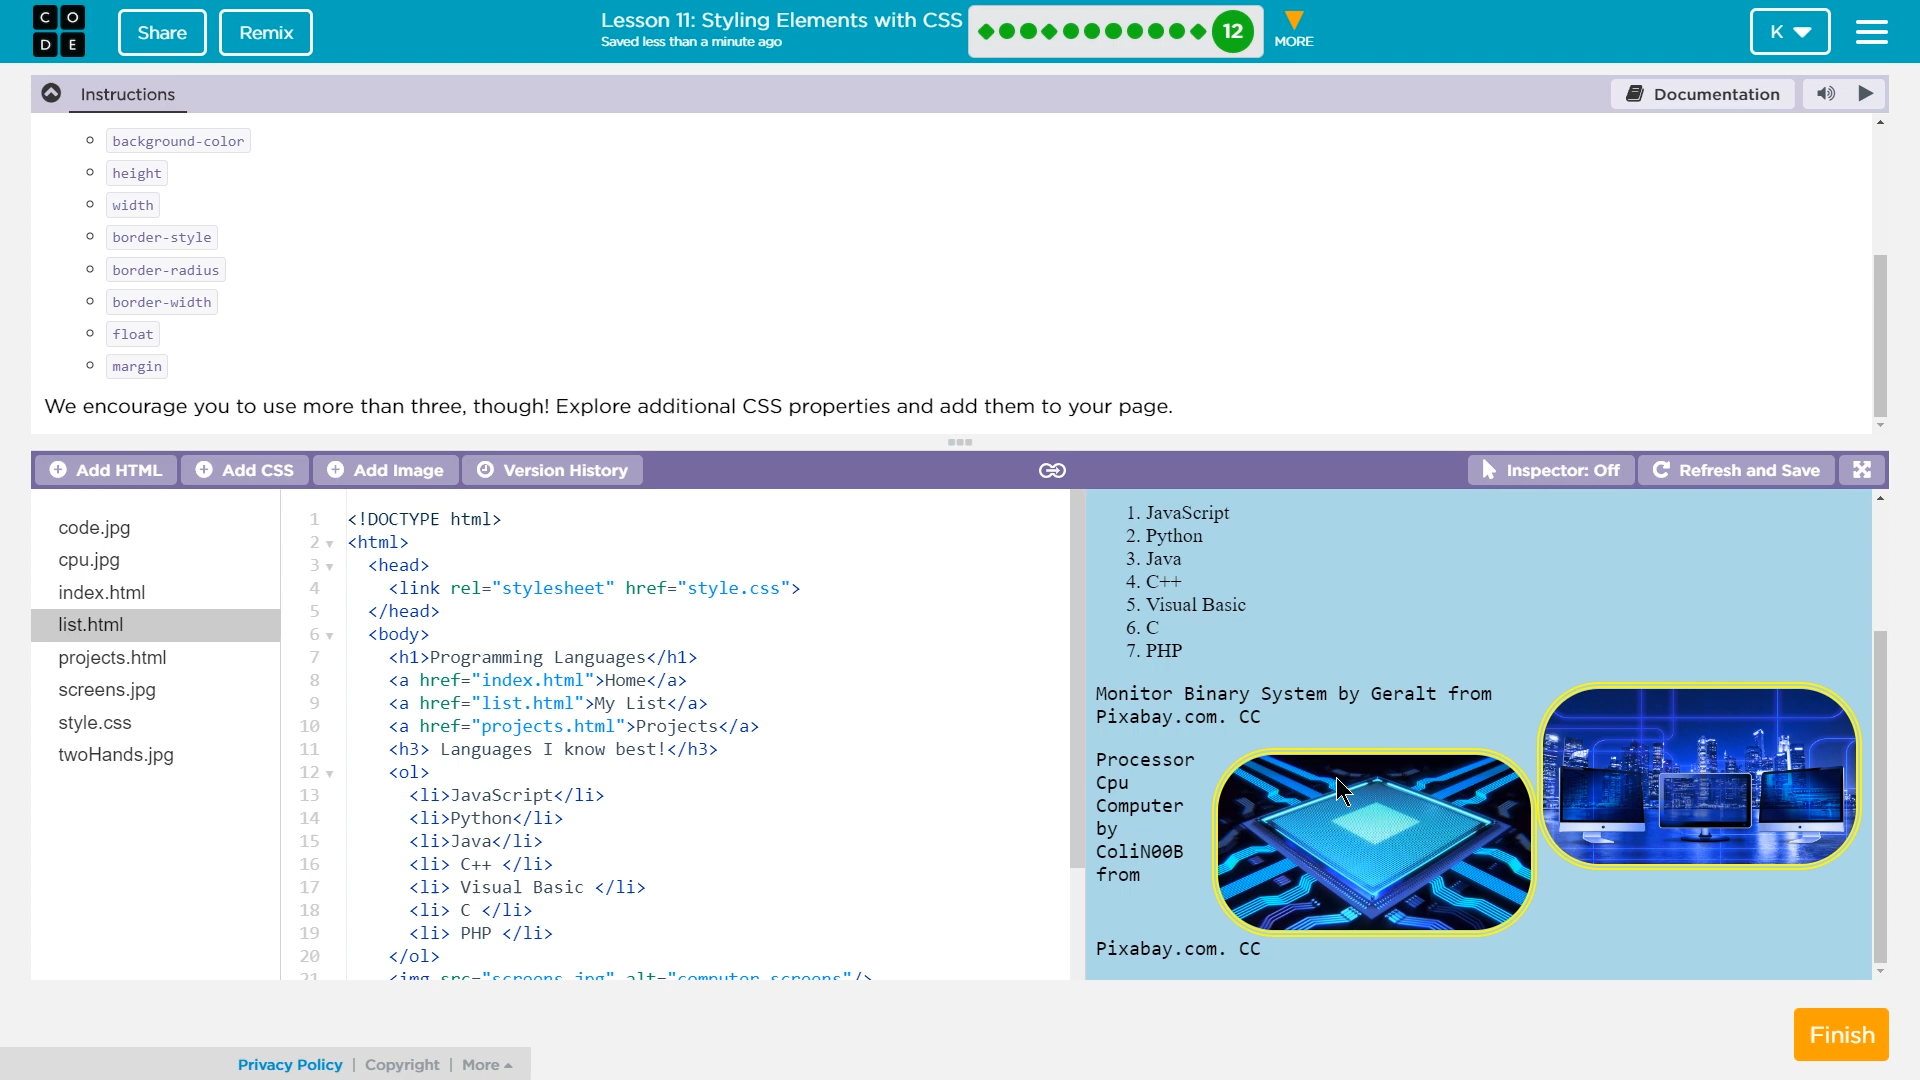 CODE
Share
Remix
Lesson 11: Styling Elements with CSS
Saved less than a minute ago
12
MORE
K
Instructions
Documentation
background-color
height
width
border-style
border-radius
border-width
float
margin
We encourage you to use more than three, though! Explore additional CSS properties and add them to your page.
Add HTML
Add CSS
Add Image
Version History
Inspector: Off
Refresh and Save
code.jpg
cpu.jpg
index.html
list.html
projects.html
screens.jpg
style.css
twoHands.jpg
1 <!DOCTYPE html>
2 <html>
3 <head>
4 <link rel="stylesheet" href="style.css">
5 </head>
6 <body>
7 <h1>Programming Languages</h1>
8 <a href="index.html">Home</a>
9 <a href="list.html">My List</a>
10 <a href="projects.html">Projects</a>
11 <h3> Languages I know best!</h3>
12 <ol>
13 <li>JavaScript</li>
14 <li>Python</li>
15 <li>Java</li>
16 <li> C++ </li>
17 <li> Visual Basic </li>
18 <li> C </li>
19 <li> PHP </li>
20 </ol>
21 <img src="screens.jpg" alt="computer screens"/>
1. JavaScript
2. Python
3. Java
4. C++
5. Visual Basic
6. C
7. PHP
Monitor Binary System by Geralt from
Pixabay.com. CC
Processor
Cpu
Computer
by
ColiN00B
from
Pixabay.com. CC
Finish
Privacy Policy | Copyright | More